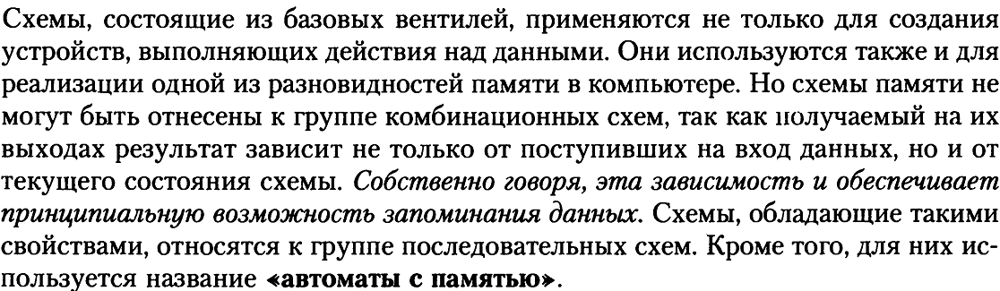 Схемы, состоящие из базовых вентилей, применяются не только для создания
устройств, выполняющих действия над данными. Они используются также и для
реализации одной из разновидностей памяти в компьютере. Но схемы памяти не
могут быть отнесены к группе комбинационных схем, так как получаемый на их
выходах результат зависит не только от поступивших на вход данных, но и от
текущего состояния схемы. Собственно говоря, эта зависимость и обеспечивает
принципиальную возможность запоминания данных. Схемы, обладающие такими
свойствами, относятся к группе последовательных схем. Кроме того, для них ис-
пользуется название «автоматы с памятью».